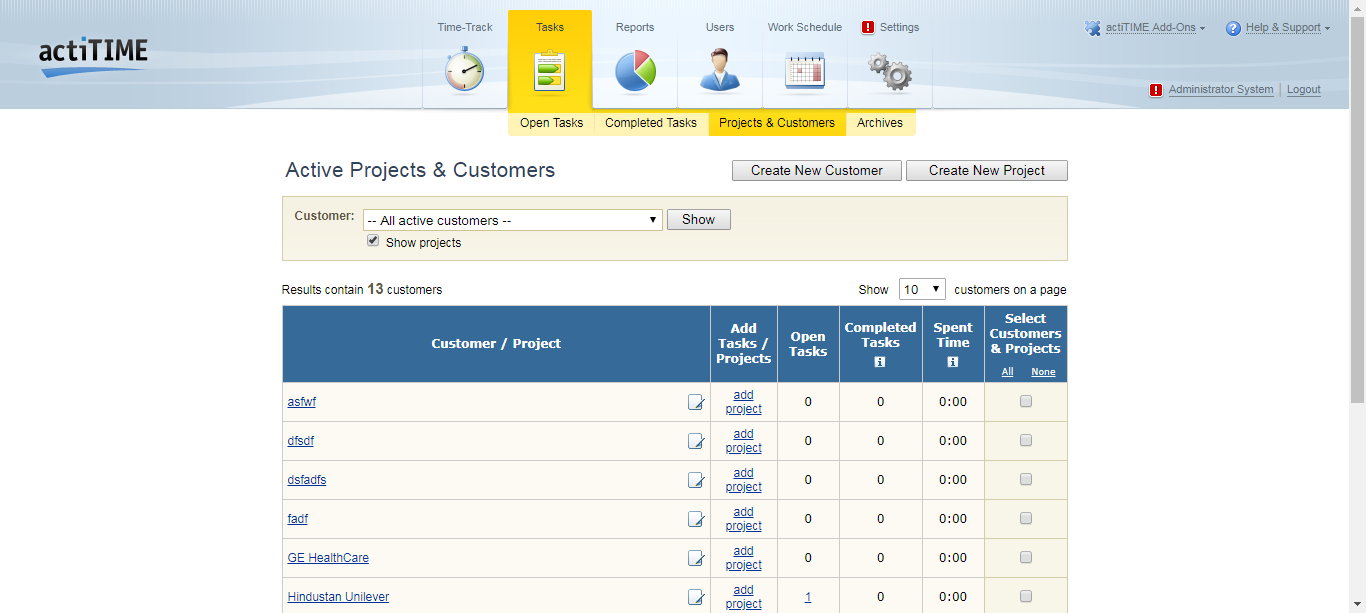 actiTIME
Time-Track
Tasks
Reports
Users
Work Schedule
! Settings
actiTIME Add-Ons
? Help & Support
! Administrator System | Logout
Open Tasks
Completed Tasks
Projects & Customers
Archives
Active Projects & Customers
Create New Customer
Create New Project
Customer:
-- All active customers --
Show
Show projects
Results contain 13 customers
Show 10 customers on a page
Customer / Project
Add
Tasks /
Projects
Open
Tasks
Completed
Tasks
i
Spent
Time
i
Select
Customers
& Projects
All None
asfwf add project 0 0 0:00
dfsdf add project 0 0 0:00
dsfadfs add project 0 0 0:00
fadf add project 0 0 0:00
GE HealthCare add project 0 0 0:00
Hindustan Unilever add project 1 0 0:00